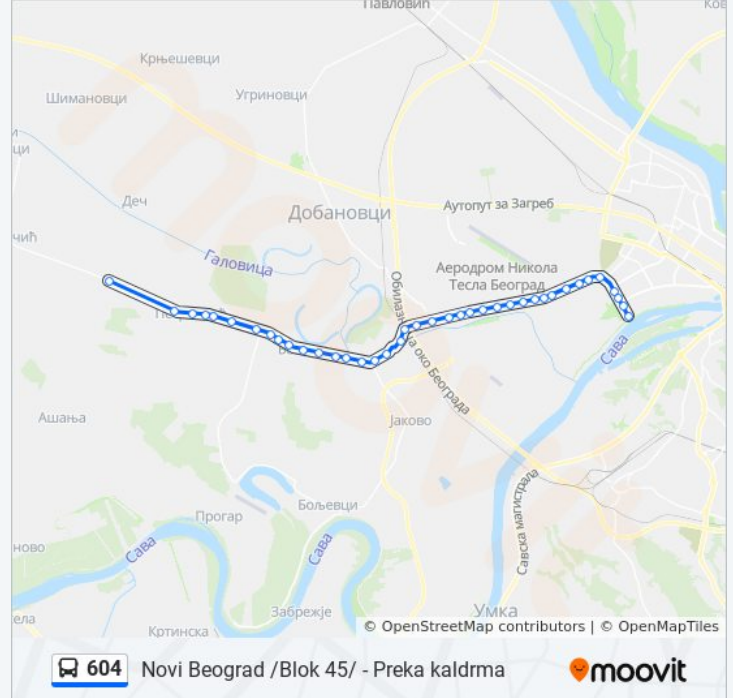 Павловић
Крњешевци
Шимановци
Угриновци
Деч
Добановци
Аутопут за Загреб
Галовица
Аеродром Никола
Тесла Београд
Обилазница око Београда
Сава
Ашања
Јаково
Прогар
Бољевци
Савска магистрала
Сава
Сава
Забрежје
Умка
Кртинска
© OpenStreetMap contributors | © OpenMapTiles
604 Novi Beograd /Blok 45/ - Preka kaldrma
moovit